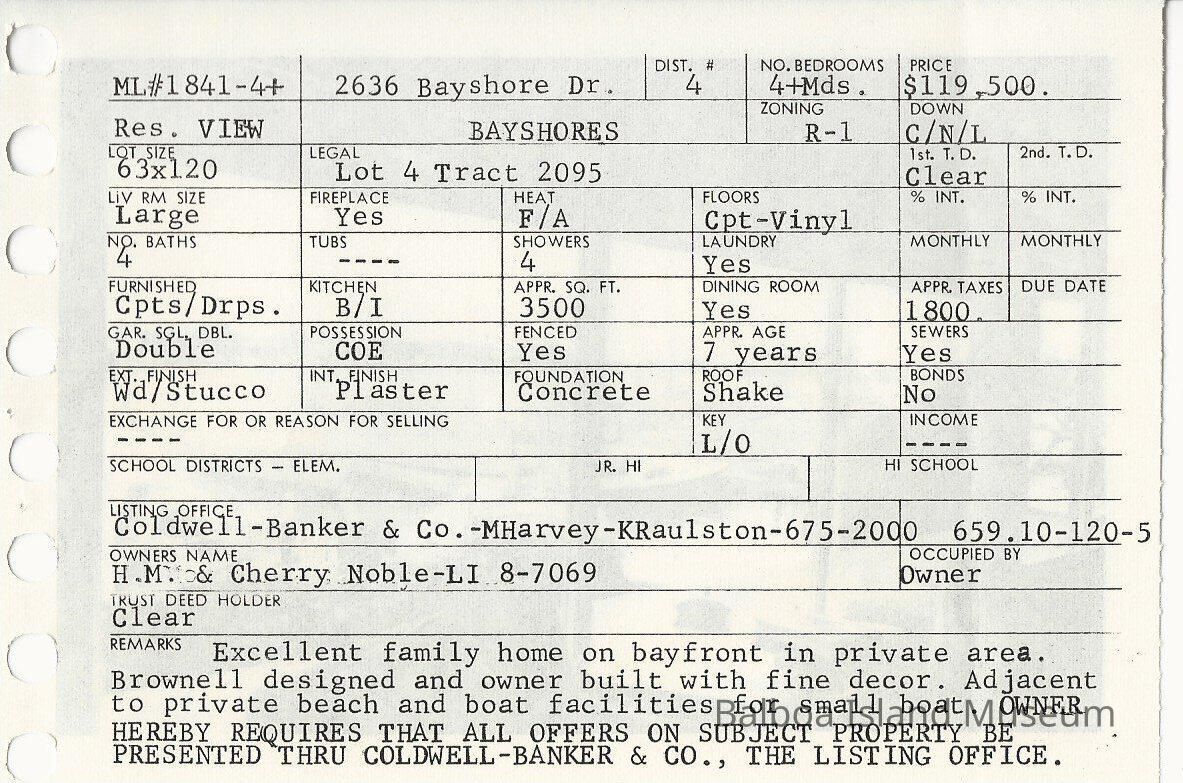 ML#1841-4+ 2636 Bayshore Dr. DIST. # 4 NO. BEDROOMS 4+Mds. PRICE $119,500.
Res. VIEW BAYSHORES ZONING R-1 DOWN C/N/L
LOT SIZE 63x120 LEGAL Lot 4 Tract 2095 1st. T. D. Clear 2nd. T. D.
LIV RM SIZE Large FIREPLACE Yes HEAT F/A FLOORS Cpt-Vinyl % INT. % INT.
NO. BATHS 4 TUBS ---- SHOWERS 4 LAUNDRY Yes MONTHLY MONTHLY
FURNISHED Cpts/Drps. KITCHEN B/I APPR. SQ. FT. 3500 DINING ROOM Yes APPR. TAXES 1800. DUE DATE
GAR. SGL. DBL. Double POSSESSION COE FENCED Yes APPR. AGE 7 years SEWERS Yes
EXT. FINISH Wd/Stucco INT. FINISH Plaster FOUNDATION Concrete ROOF Shake BONDS No
EXCHANGE FOR OR REASON FOR SELLING ---- KEY L/O INCOME ----
SCHOOL DISTRICTS — ELEM. JR. HI HI SCHOOL
LISTING OFFICE Coldwell-Banker & Co.-MHarvey-KRaulston-675-2000 659.10-120-5
OWNERS NAME H.M. & Cherry Noble-LI 8-7069 OCCUPIED BY Owner
TRUST DEED HOLDER
Clear
REMARKS Excellent family home on bayfront in private area.
Brownell designed and owner built with fine decor. Adjacent
to private beach and boat facilities for small boat. OWNER
HEREBY REQUIRES THAT ALL OFFERS ON SUBJECT PROPERTY BE
PRESENTED THRU COLDWELL-BANKER & CO., THE LISTING OFFICE.
Balboa Island Museum